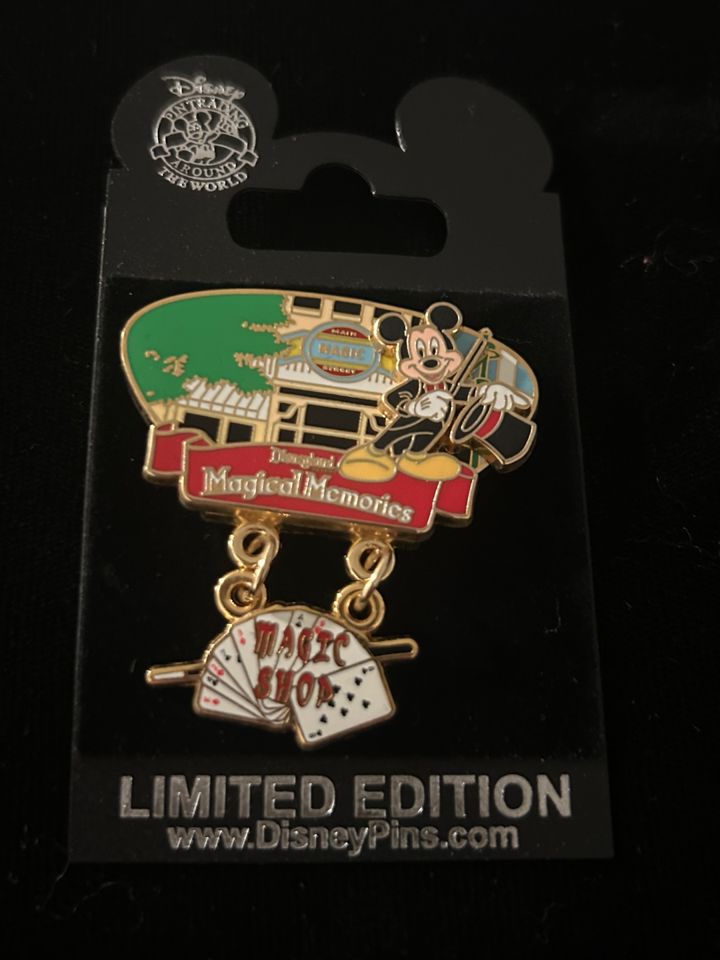 Disney
PIN TRADING
AROUND
THE WORLD
MAIN
MAGIC
STREET
Disneyland
Magical Memories
MAGIC
SHOP
LIMITED EDITION
www.DisneyPins.com